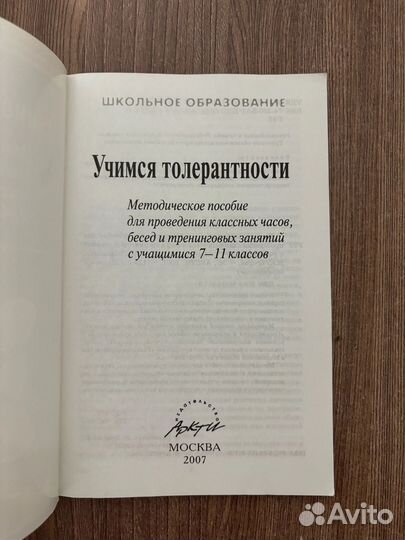 ШКОЛЬНОЕ ОБРАЗОВАНИЕ
Учимся толерантности
Методическое пособие
для проведения классных часов,
бесед и тренинговых занятий
с учащимися 7–11 классов
ИЗДАТЕЛЬСТВО
АРКТИ
МОСКВА
2007
Avito